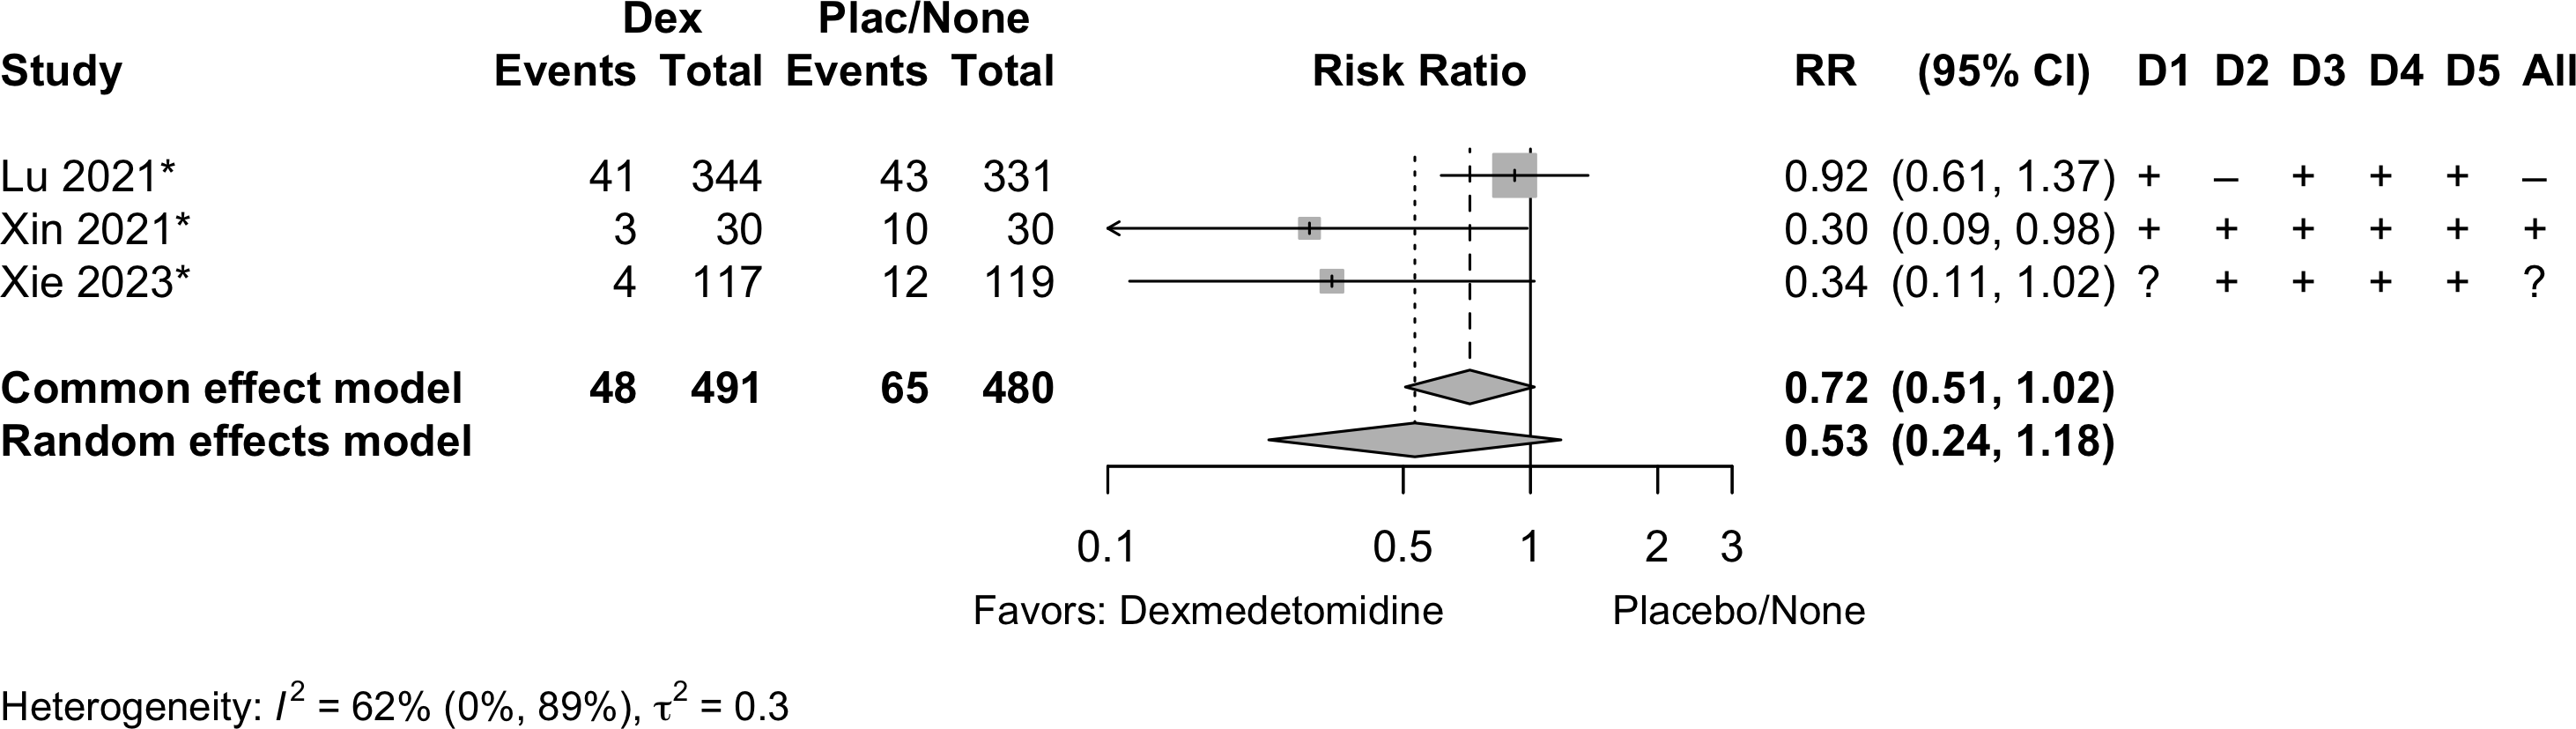 Dex Plac/None
Study Events Total Events Total Risk Ratio RR (95% CI) D1 D2 D3 D4 D5 All
Lu 2021* 41 344 43 331 0.92 (0.61, 1.37) + – + + + –
Xin 2021* 3 30 10 30 0.30 (0.09, 0.98) + + + + + +
Xie 2023* 4 117 12 119 0.34 (0.11, 1.02) ? + + + + ?
Common effect model 48 491 65 480 0.72 (0.51, 1.02)
Random effects model 0.53 (0.24, 1.18)
0.1 0.5 1 2 3
Favors: Dexmedetomidine Placebo/None
Heterogeneity: I² = 62% (0%, 89%), τ² = 0.3